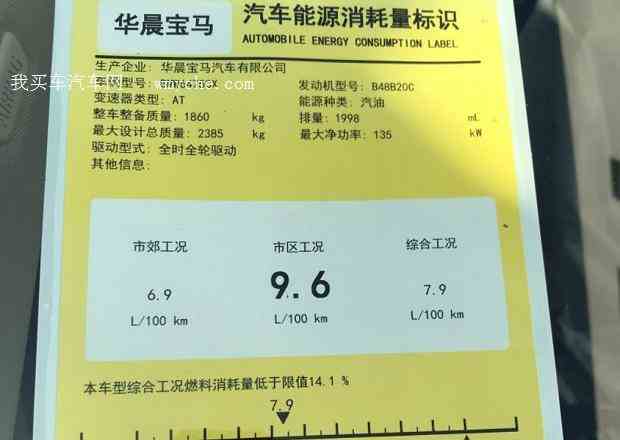 华晨宝马
汽车能源消耗量标识
AUTOMOBILE ENERGY CONSUMPTION LABEL
生产企业: 华晨宝马汽车有限公司
我买车汽车网
发动机型号: B48B20C
变速器类型: AT 能源种类: 汽油
整车整备质量: 1860 kg 排量: 1998 mL
最大设计总质量: 2385 kg 最大净功率: 135 kW
驱动型式: 全时全轮驱动
其他信息:
市郊工况 市区工况 综合工况
6.9 9.6 7.9
L/100 km L/100 km L/100 km
本车型综合工况燃料消耗量低于限值14.1 %
7.9